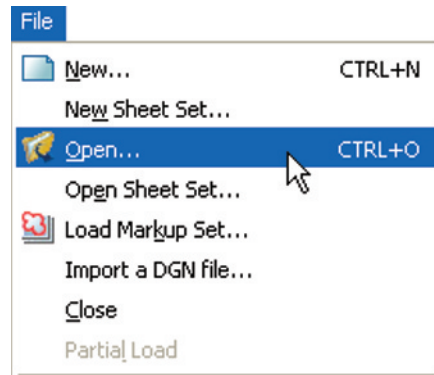 File
New... CTRL+N
New Sheet Set...
Open... CTRL+O
Open Sheet Set...
Load Markup Set...
Import a DGN file...
Close
Partial Load